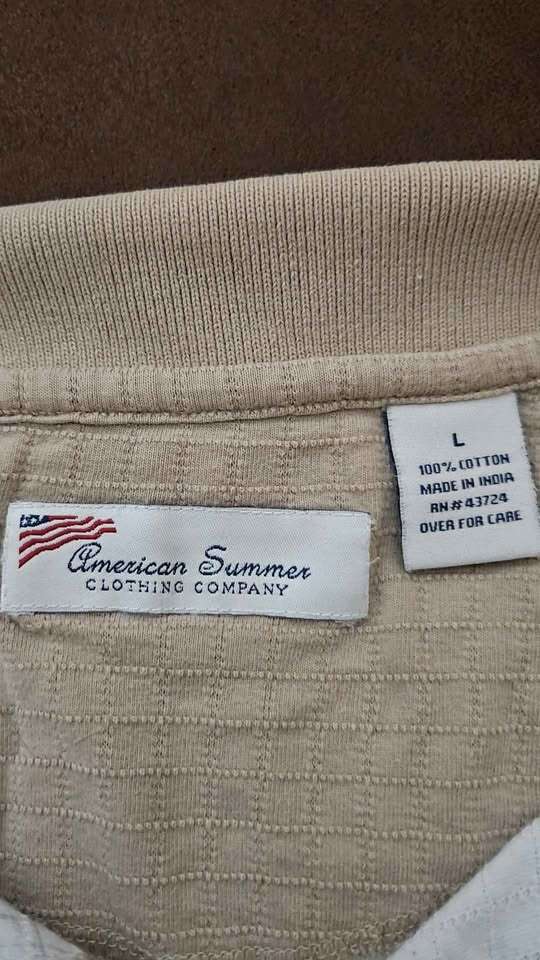 American Summer
CLOTHING COMPANY
L
100% COTTON
MADE IN INDIA
RN# 43724
OVER FOR CARE